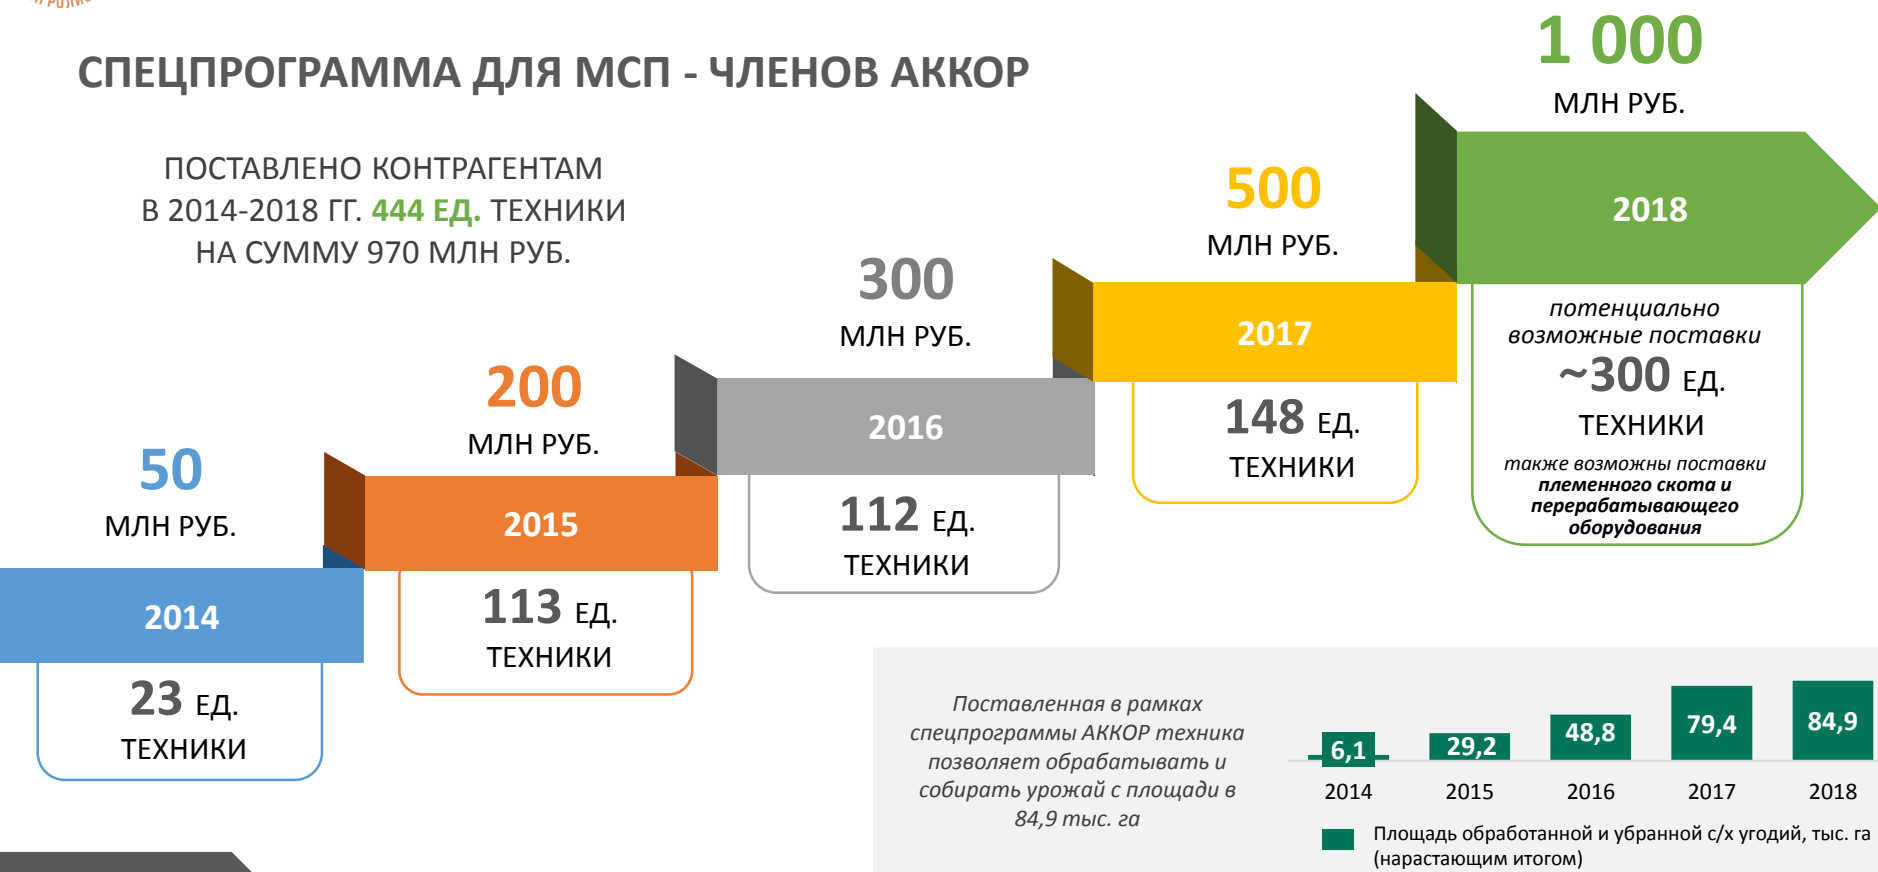 СПЕЦПРОГРАММА ДЛЯ МСП - ЧЛЕНОВ АККОР
ПОСТАВЛЕНО КОНТРАГЕНТАМ
В 2014-2018 ГГ. 444 ЕД. ТЕХНИКИ
НА СУММУ 970 МЛН РУБ.
50
МЛН РУБ.
2014
23 ЕД.
ТЕХНИКИ
200
МЛН РУБ.
2015
113 ЕД.
ТЕХНИКИ
300
МЛН РУБ.
2016
112 ЕД.
ТЕХНИКИ
500
МЛН РУБ.
2017
148 ЕД.
ТЕХНИКИ
1 000
МЛН РУБ.
2018
потенциально
возможные поставки
~300 ЕД.
ТЕХНИКИ
также возможны поставки
племенного скота и
перерабатывающего
оборудования
Поставленная в рамках
спецпрограммы АККОР техника
позволяет обрабатывать и
собирать урожай с площади в
84,9 тыс. га
6,1
29,2
48,8
79,4
84,9
2014
2015
2016
2017
2018
Площадь обработанной и убранной с/х угодий, тыс. га
(нарастающим итогом)